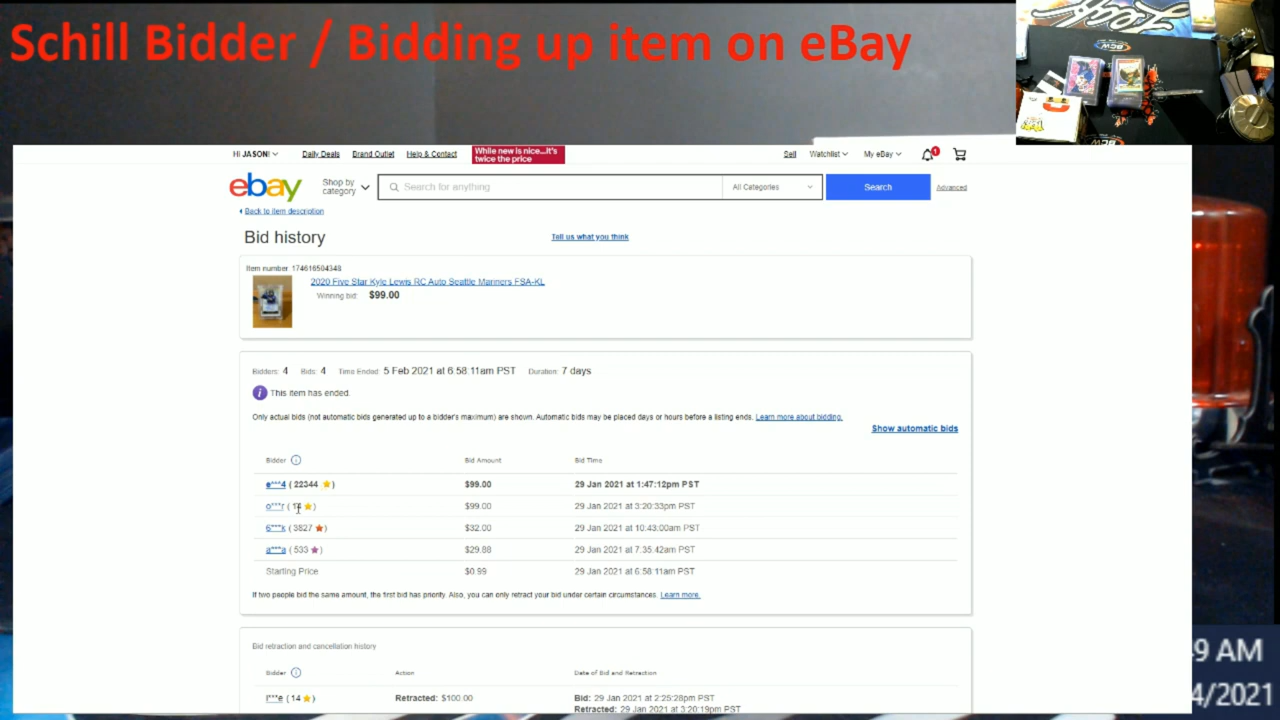 Schill Bidder / Bidding up item on eBay
Hi JASON! Daily Deals Brand Outlet Help & Contact While new is nice...it's twice the price Sell Watchlist My eBay 1
ebay Shop by category Search for anything All Categories Search Advanced
Back to item description
Bid history Tell us what you think
Item number: 174616504348
2020 Five Star Kyle Lewis RC Auto Seattle Mariners FSA-KL
Winning bid: $99.00
Bidders: 4 Bids: 4 Time Ended: 5 Feb 2021 at 6:58:11am PST Duration: 7 days
This item has ended.
Only actual bids (not automatic bids generated up to a bidder's maximum) are shown. Automatic bids may be placed days or hours before a listing ends. Learn more about bidding.
Show automatic bids
Bidder Bid Amount Bid Time
e***4 ( 22344 ) $99.00 29 Jan 2021 at 1:47:12pm PST
o***r ( ) $99.00 29 Jan 2021 at 3:20:33pm PST
6***k ( 3827 ) $32.00 29 Jan 2021 at 10:43:00am PST
a***a ( 533 ) $29.88 29 Jan 2021 at 7:35:42am PST
Starting Price $0.99 29 Jan 2021 at 6:58:11am PST
If two people bid the same amount, the first bid has priority. Also, you can only retract your bid under certain circumstances. Learn more.
Bid retraction and cancellation history
Bidder Action Date of Bid and Retraction
l***e ( 14 ) Retracted: $100.00 Bid: 29 Jan 2021 at 2:25:28pm PST
Retracted: 29 Jan 2021 at 3:20:19pm PST
9 AM
4/2021
Leaf
BCW